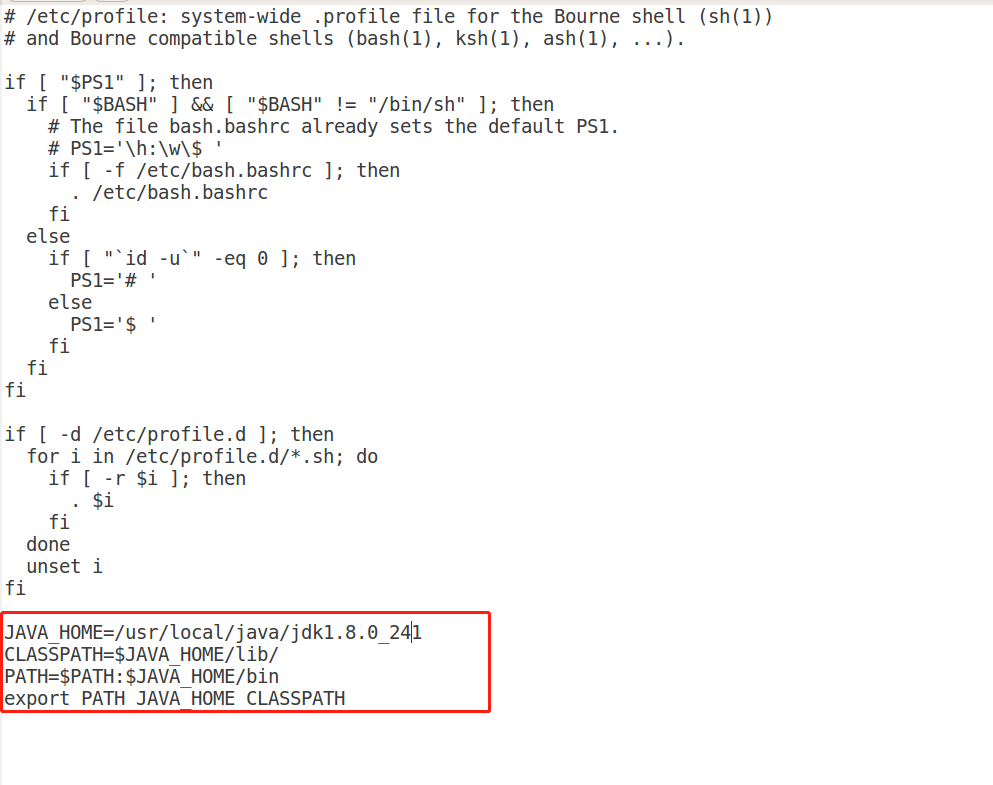 # /etc/profile: system-wide .profile file for the Bourne shell (sh(1))
# and Bourne compatible shells (bash(1), ksh(1), ash(1), ...).

if [ "$PS1" ]; then
  if [ "$BASH" ] && [ "$BASH" != "/bin/sh" ]; then
    # The file bash.bashrc already sets the default PS1.
    # PS1='\h:\w\$ '
    if [ -f /etc/bash.bashrc ]; then
      . /etc/bash.bashrc
    fi
  else
    if [ "`id -u`" -eq 0 ]; then
      PS1='# '
    else
      PS1='$ '
    fi
  fi
fi

if [ -d /etc/profile.d ]; then
  for i in /etc/profile.d/*.sh; do
    if [ -r $i ]; then
      . $i
    fi
  done
  unset i
fi

JAVA_HOME=/usr/local/java/jdk1.8.0_241
CLASSPATH=$JAVA_HOME/lib/
PATH=$PATH:$JAVA_HOME/bin
export PATH JAVA_HOME CLASSPATH